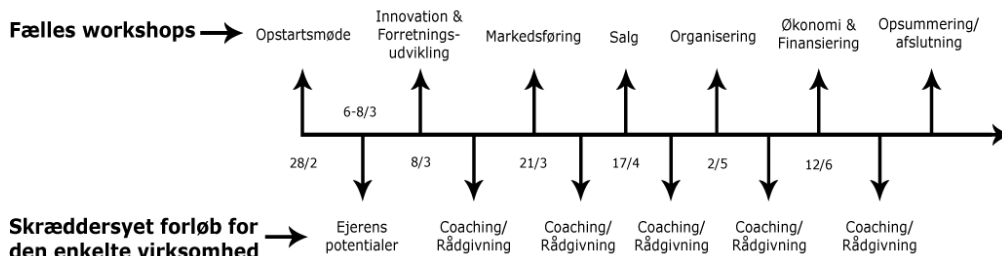 Fælles workshops
Opstartsmøde
Innovation &
Forretnings-
udvikling
Markedsføring
Salg
Organisering
Økonomi &
Finansiering
Opsummering/
afslutning
6-8/3
28/2
8/3
21/3
17/4
2/5
12/6
Skræddersyet forløb for
den enkelte virksomhed
Ejerens
potentialer
Coaching/
Rådgivning
Coaching/
Rådgivning
Coaching/
Rådgivning
Coaching/
Rådgivning
Coaching/
Rådgivning